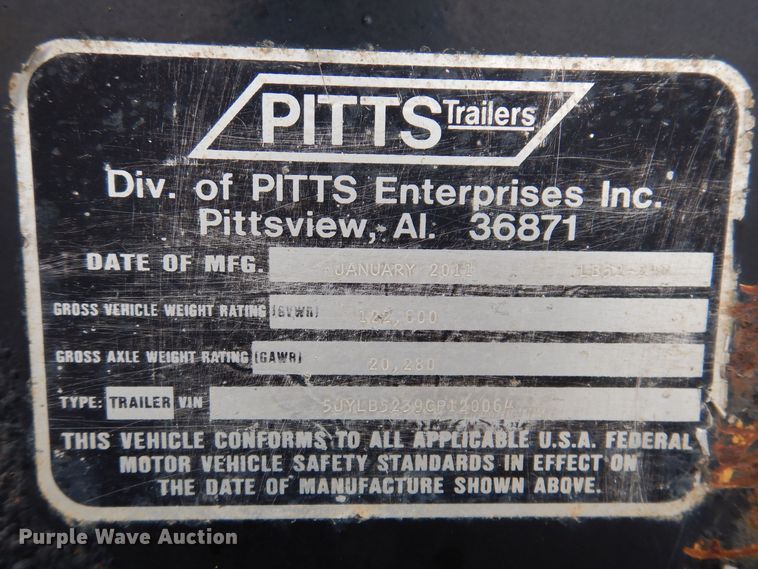 PITTS Trailers
Div. of PITTS Enterprises Inc.
Pittsview, Al. 36871
DATE OF MFG. JANUARY 2011
GROSS VEHICLE WEIGHT RATING (GVWR) 122,800
GROSS AXLE WEIGHT RATING (GAWR) 20,280
TYPE: TRAILER VIN
THIS VEHICLE CONFORMS TO ALL APPLICABLE U.S.A. FEDERAL
MOTOR VEHICLE SAFETY STANDARDS IN EFFECT ON
THE DATE OF MANUFACTURE SHOWN ABOVE.
Purple Wave Auction